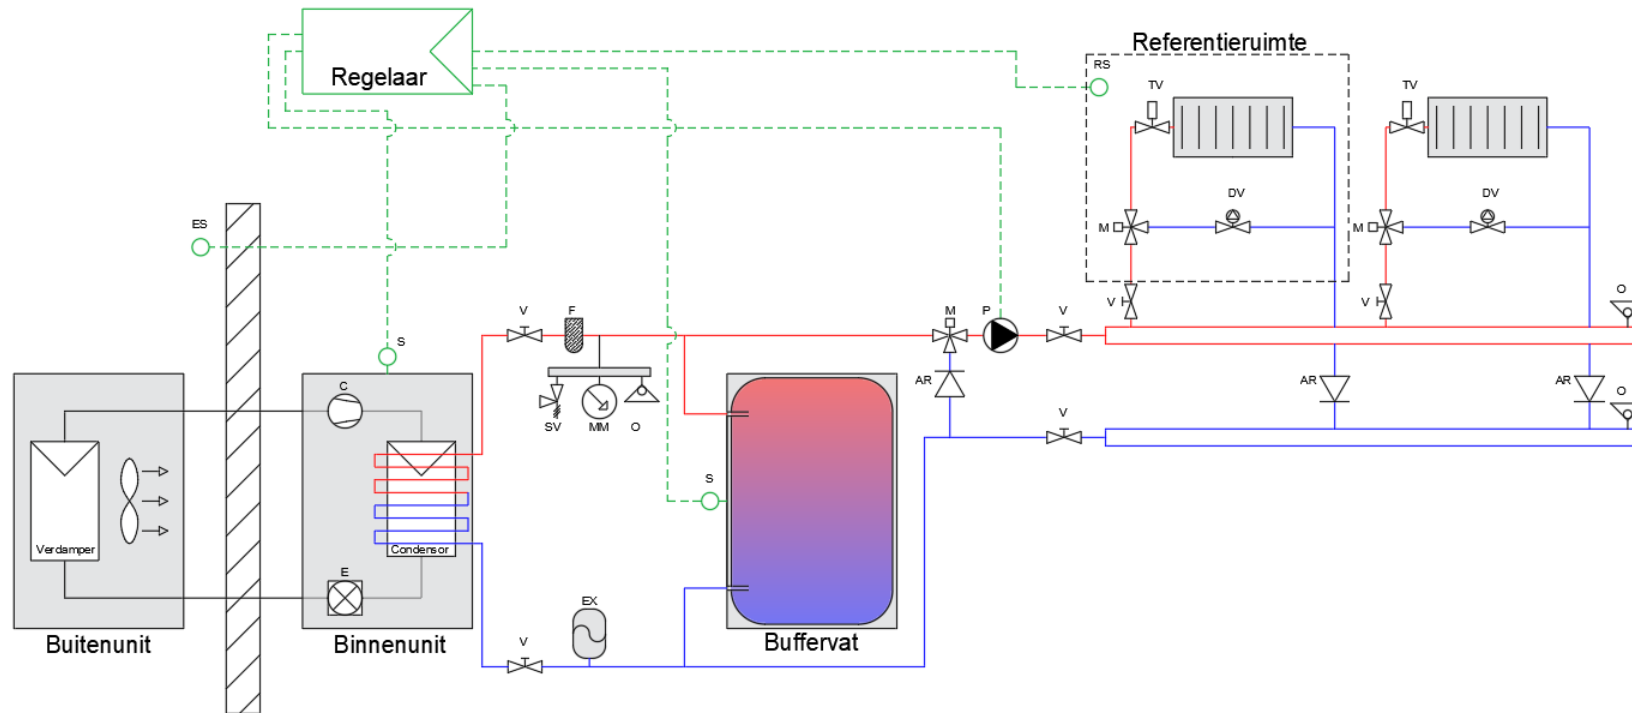 Regelaar
Referentieruimte
RS
TV
TV
DV
DV
M
M
ES
V
V
O
V
F
M
P
V
S
C
SV
MM
O
AR
AR
AR
O
V
S
Verdamper
Condensor
E
EX
V
Buitenunit
Binnenunit
Buffervat